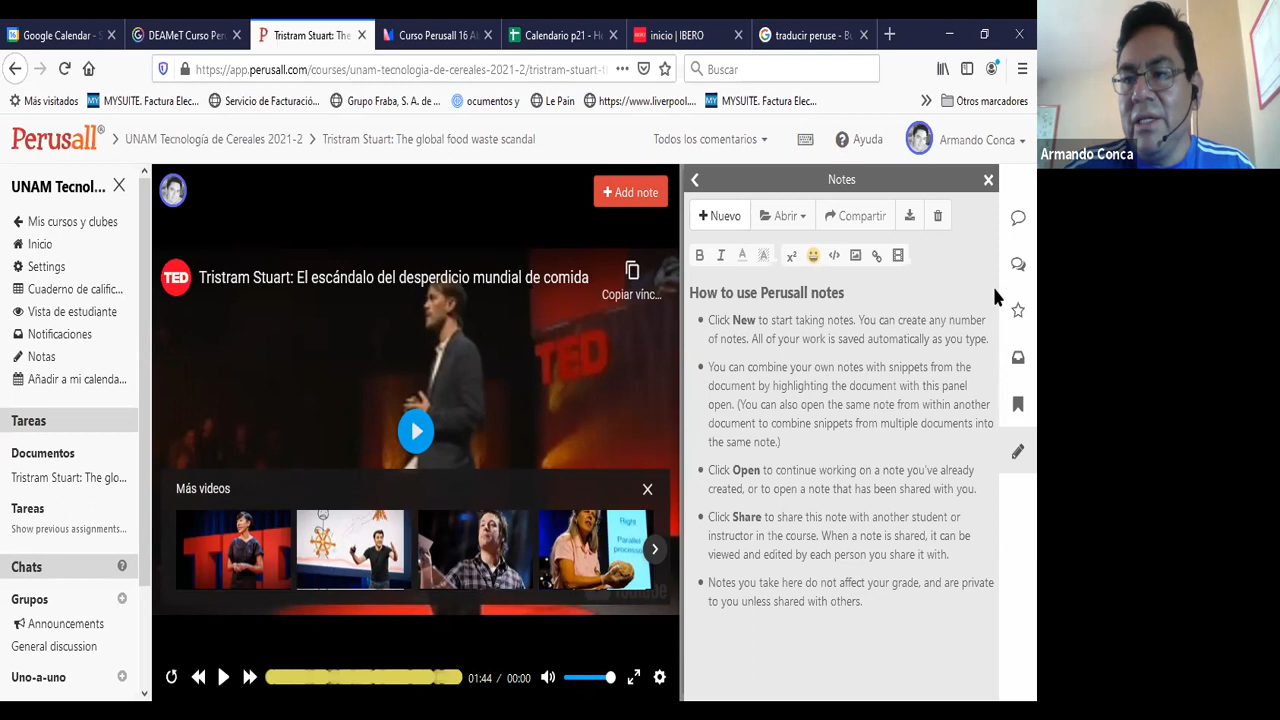 Google Calendar - S
DEAMeT Curso Per
Tristram Stuart: The
Curso Perusall 16 A
Calendario p21 - Ho
inicio | IBERO
traducir peruse - Bu
https://app.perusall.com/courses/unam-tecnologia-de-cereales-2021-2/tristram-stuart-t
Buscar
Más visitados
MYSUITE. Factura Elec...
Servicio de Facturació...
Grupo Fraba, S. A. de ...
ocumentos y
Le Pain
https://www.liverpool....
MYSUITE. Factura Elec...
Otros marcadores
Perusall®
UNAM Tecnología de Cereales 2021-2
Tristram Stuart: The global food waste scandal
Todos los comentarios
Ayuda
Armando Conca
Armando Conca
UNAM Tecnol...
Mis cursos y clubes
Inicio
Settings
Cuaderno de califíc...
Vista de estudiante
Notificaciones
Notas
Añadir a mi calenda...
Tareas
Documentos
Tristram Stuart: The glo...
Tareas
Show previous assignments...
Chats
Grupos
Announcements
General discussion
Uno-a-uno
+ Add note
TED
Tristram Stuart: El escándalo del desperdicio mundial de comida
Copiar vínc...
TED
Más videos
TED
Right
Parallel
processo
YouTube
01:44 / 00:00
Notes
+ Nuevo
Abrir
Compartir
B I A A x² </>
How to use Perusall notes
• Click New to start taking notes. You can create any number
of notes. All of your work is saved automatically as you type.
• You can combine your own notes with snippets from the
document by highlighting the document with this panel
open. (You can also open the same note from within another
document to combine snippets from multiple documents into
the same note.)
• Click Open to continue working on a note you've already
created, or to open a note that has been shared with you.
• Click Share to share this note with another student or
instructor in the course. When a note is shared, it can be
viewed and edited by each person you share it with.
• Notes you take here do not affect your grade, and are private
to you unless shared with others.